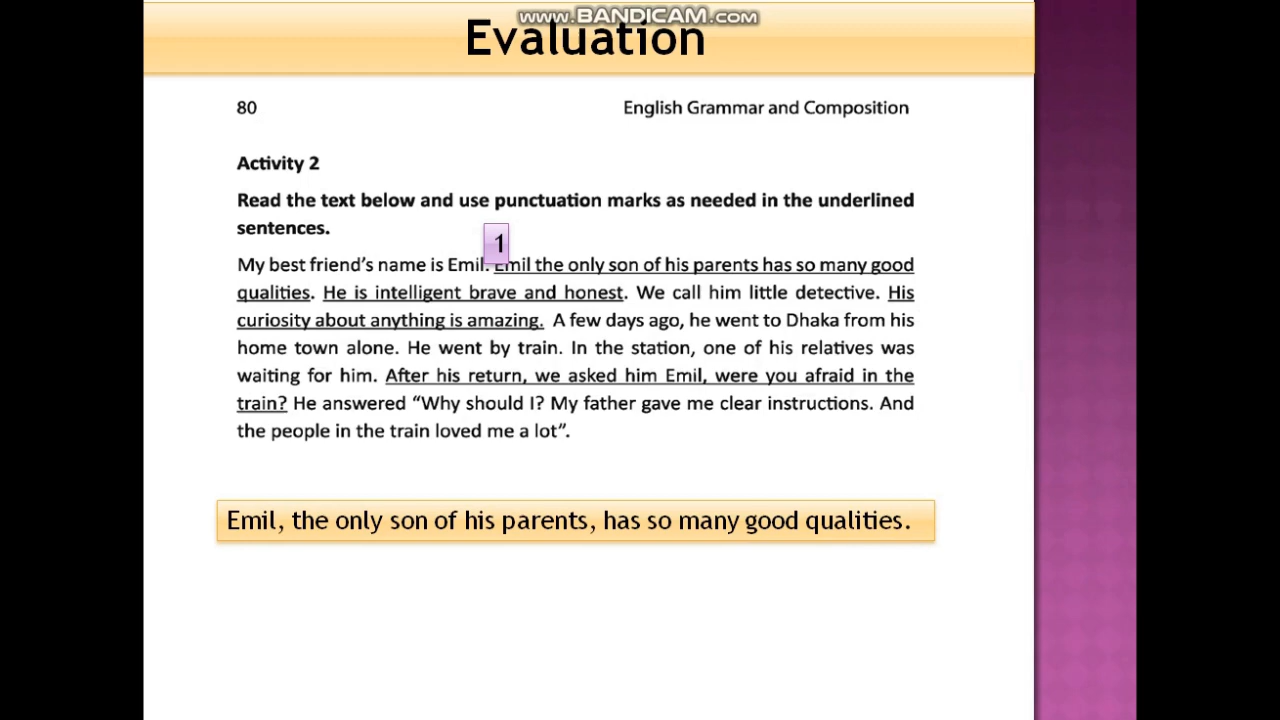 www.BANDICAM.com
Evaluation
80 English Grammar and Composition
Activity 2
Read the text below and use punctuation marks as needed in the underlined
sentences.
1
My best friend’s name is Emil. Emil the only son of his parents has so many good
qualities. He is intelligent brave and honest. We call him little detective. His
curiosity about anything is amazing. A few days ago, he went to Dhaka from his
home town alone. He went by train. In the station, one of his relatives was
waiting for him. After his return, we asked him Emil, were you afraid in the
train? He answered “Why should I? My father gave me clear instructions. And
the people in the train loved me a lot”.
Emil, the only son of his parents, has so many good qualities.